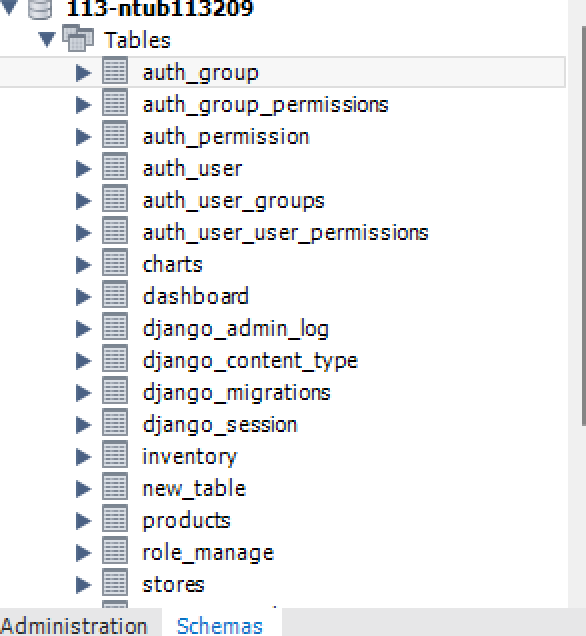 113-ntub113209
Tables
auth_group
auth_group_permissions
auth_permission
auth_user
auth_user_groups
auth_user_user_permissions
charts
dashboard
django_admin_log
django_content_type
django_migrations
django_session
inventory
new_table
products
role_manage
stores
Administration Schemas